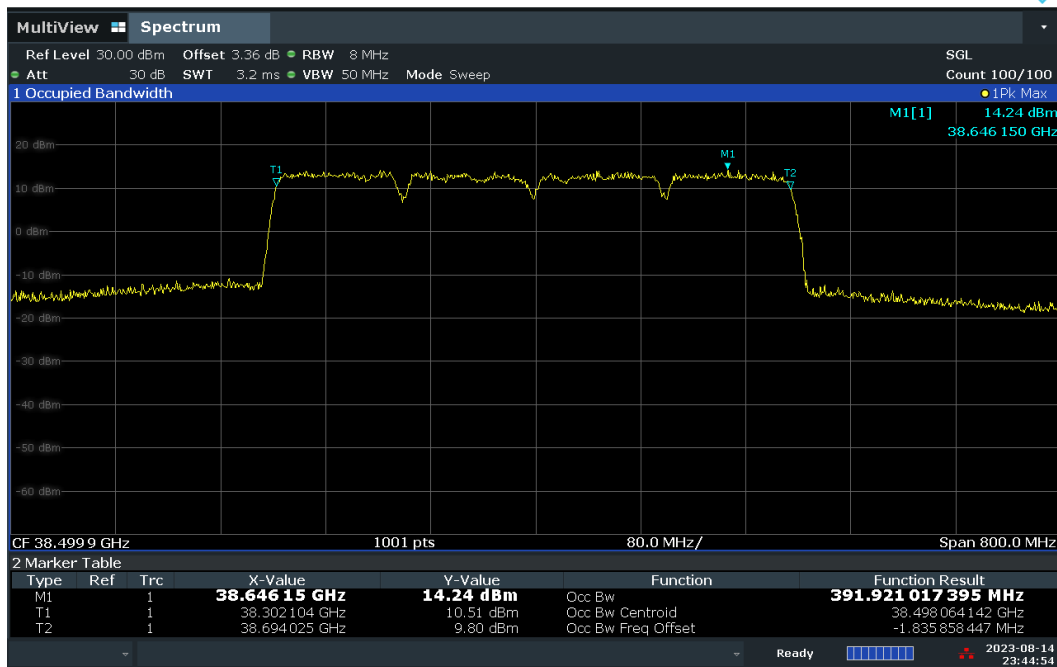 MultiView Spectrum
Ref Level 30.00 dBm Offset 3.36 dB RBW 8 MHz SGL
Att 30 dB SWT 3.2 ms VBW 50 MHz Mode Sweep Count 100/100
1 Occupied Bandwidth 1Pk Max
M1[1] 14.24 dBm
38.646 150 GHz
20 dBm
M1
T1
T2
10 dBm
0 dBm
-10 dBm
-20 dBm
-30 dBm
-40 dBm
-50 dBm
-60 dBm
CF 38.499 9 GHz 1001 pts 80.0 MHz/ Span 800.0 MHz
2 Marker Table
Type Ref Trc X-Value Y-Value Function Function Result
M1 1 38.646 15 GHz 14.24 dBm Occ Bw 391.921 017 395 MHz
T1 1 38.302 104 GHz 10.51 dBm Occ Bw Centroid 38.498 064 142 GHz
T2 1 38.694 025 GHz 9.80 dBm Occ Bw Freq Offset -1.835 858 447 MHz
Ready 2023-08-14
23:44:54